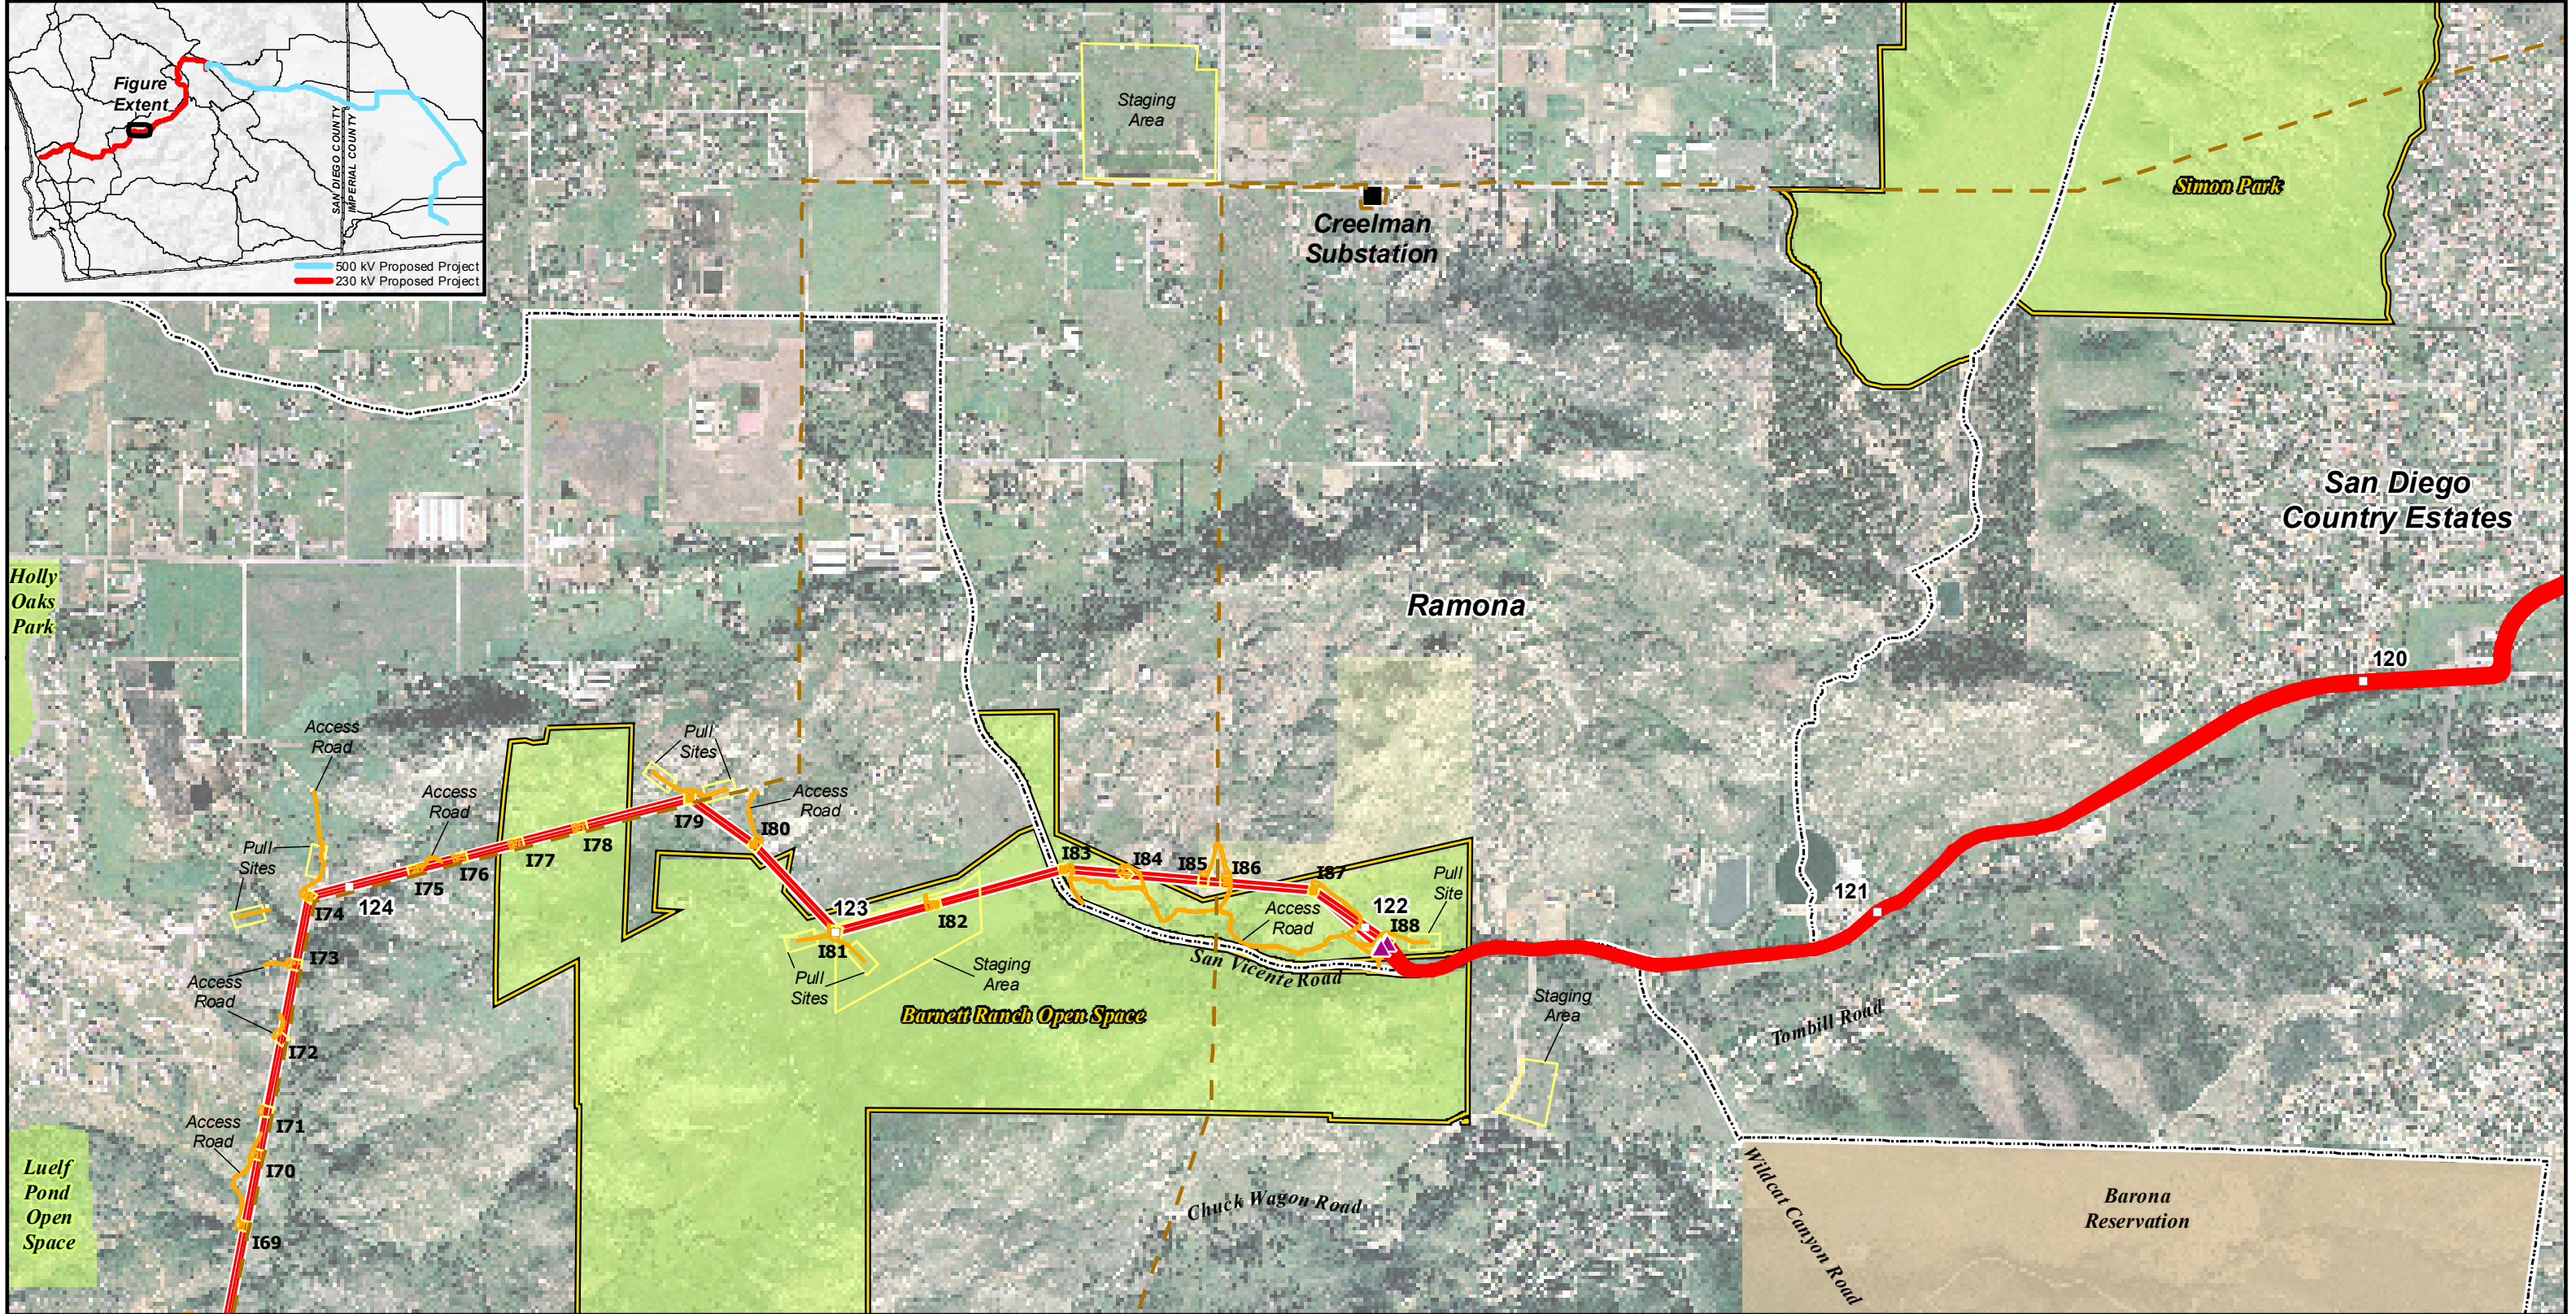 Figure
Extent
SAN DIEGO COUNTY
IMPERIAL COUNTY
500 kV Proposed Project
230 kV Proposed Project
Staging
Area
Creelman
Substation
Simon Park
San Diego
Country Estates
Holly
Oaks
Park
Ramona
120
Access
Road
Pull
Sites
Access
Road
Access
Road
Pull
Sites
I79
I80
I78
I77
I76
I75
I74
124
I83
I84
I85
I86
I87
Pull
Site
121
123
I82
122
I88
I81
Access
Road
San Vicente Road
Pull
Sites
Staging
Area
I73
Access
Road
Barnett Ranch Open Space
Staging
Area
Tombill Road
I72
Access
Road
I71
I70
Luelf
Pond
Open
Space
I69
Chuck Wagon Road
Wildcat Canyon Road
Barona
Reservation